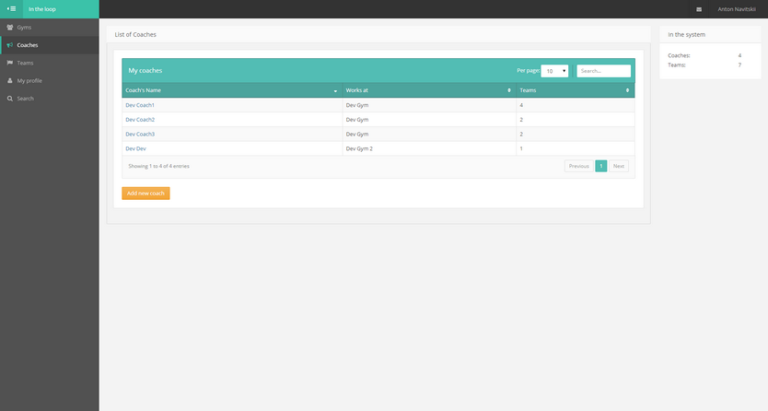 In the loop
Anton Navitskii
Gyms
Coaches
Teams
My profile
Search
List of Coaches
My coaches
Per page: 10
Search...
Coach's Name Works at Teams
Dev Coach1 Dev Gym 4
Dev Coach2 Dev Gym 2
Dev Coach3 Dev Gym 2
Dev Dev Dev Gym 2 1
Showing 1 to 4 of 4 entries
Previous 1 Next
Add new coach
In the system
Coaches: 4
Teams: 7